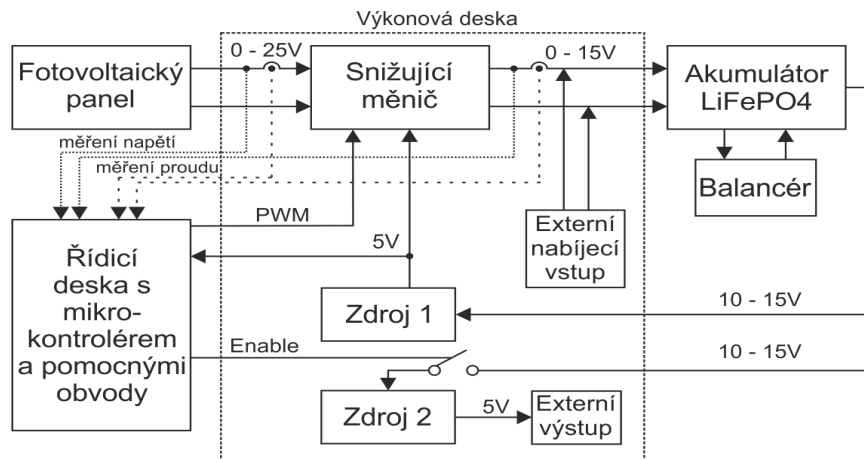 Výkonová deska
0 - 25V
0 - 15V
Fotovoltaický
panel
Snižující
měnič
Akumulátor
LiFePO4
měření napětí
měření proudu
Balancér
PWM
5V
Externí
nabíjecí
vstup
Řídicí
deska s
mikro-
kontrolérem
a pomocnými
obvody
Zdroj 1
10 - 15V
Enable
10 - 15V
Zdroj 2
5V
Externí
výstup